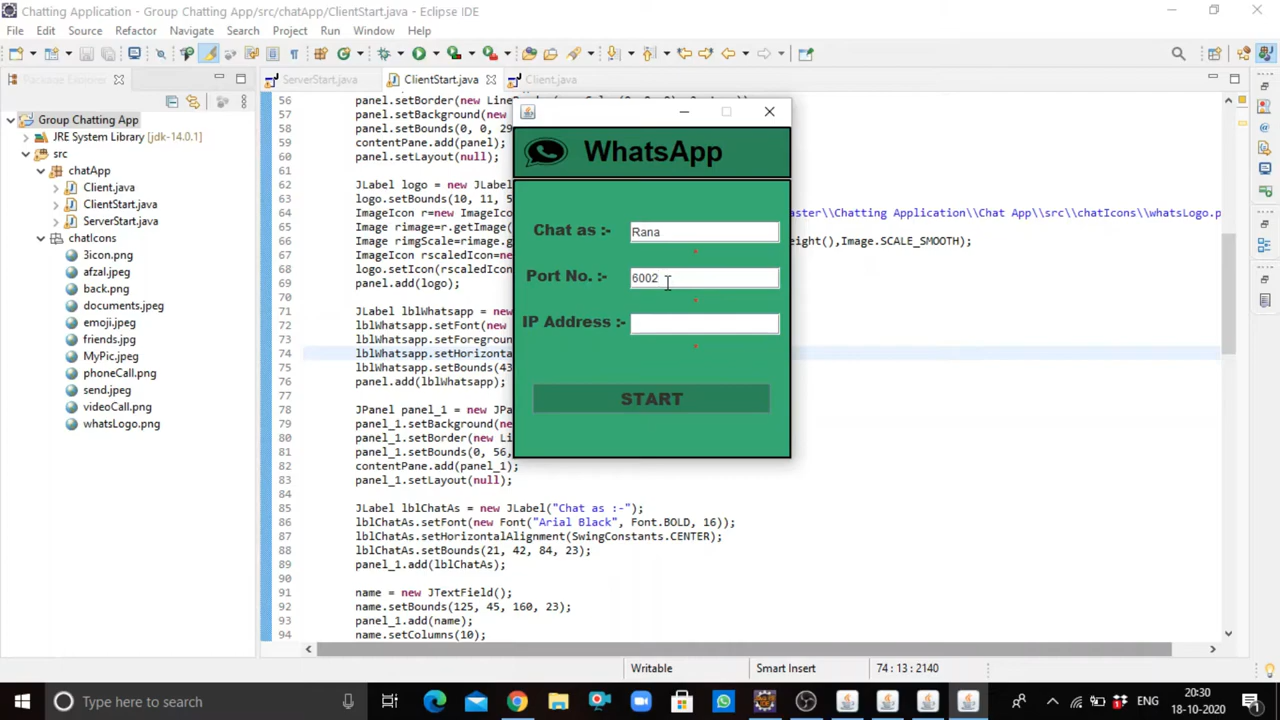 Chatting Application - Group Chatting App/src/chatApp/ClientStart.java - Eclipse IDE
File Edit Source Refactor Navigate Search Project Run Window Help
Package Explorer
ServerStart.java
ClientStart.java
Client.java
Group Chatting App
JRE System Library [jdk-14.0.1]
src
chatApp
Client.java
ClientStart.java
ServerStart.java
chatIcons
3icon.png
afzal.jpeg
back.png
documents.jpeg
emoji.jpeg
friends.jpg
MyPic.jpeg
phoneCall.png
send.jpeg
videoCall.png
whatsLogo.png
56 panel.setBorder(new
57 panel.setBackground(new
58 panel.setBounds(0, 0, 29
59 contentPane.add(panel);
60 panel.setLayout(null);
61
62 JLabel logo = new JLabel
63 logo.setBounds(10, 11, 5
64 ImageIcon r=new ImageIco aster\\Chatting Application\\Chat App\\src\\chatIcons\\whatsLogo.p
65 Image rimg=r.getImage(
66 Image rimgScale=rimg.g eight(),Image.SCALE_SMOOTH);
67 ImageIcon rscaledIcon=ne
68 logo.setIcon(rscaledIcon
69 panel.add(logo);
70
71 JLabel lblWhatsapp = new
72 lblWhatsapp.setFont(new
73 lblWhatsapp.setForegroun
74 lblWhatsapp.setHorizonta
75 lblWhatsapp.setBounds(43
76 panel.add(lblWhatsapp);
77
78 JPanel panel_1 = new JPa
79 panel_1.setBackground(ne
80 panel_1.setBorder(new Li
81 panel_1.setBounds(0, 56,
82 contentPane.add(panel_1);
83 panel_1.setLayout(null);
84
85 JLabel lblChatAs = new JLabel("Chat as :-");
86 lblChatAs.setFont(new Font("Arial Black", Font.BOLD, 16));
87 lblChatAs.setHorizontalAlignment(SwingConstants.CENTER);
88 lblChatAs.setBounds(21, 42, 84, 23);
89 panel_1.add(lblChatAs);
90
91 name = new JTextField();
92 name.setBounds(125, 45, 160, 23);
93 panel_1.add(name);
94 name.setColumns(10);
WhatsApp
Chat as :- Rana
Port No. :- 6002
IP Address :-
START
Writable Smart Insert 74 : 13 : 2140
Type here to search
ENG
20:30
18-10-2020